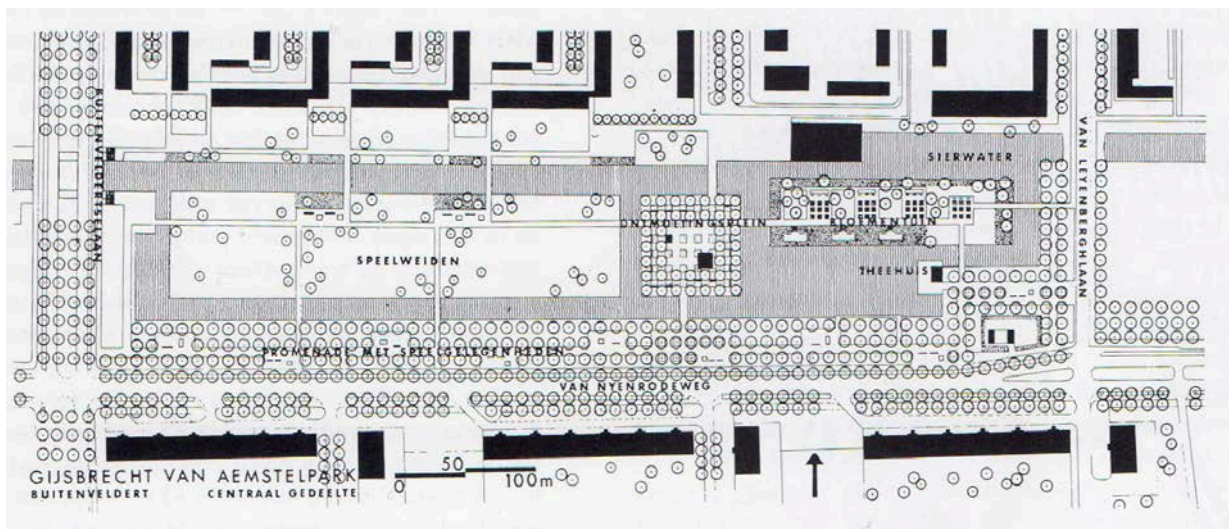 BUITENVELDERTSELAAN
SIERWATER
VAN LEYENBERGHLAAN
ONTMOETINGSPLEIN
BLOEMENTUIN
SPEELWEIDEN
THEEHUIS
PROMENADE MET SPEELGELEGENHEDEN
VAN NYENRODEWEG
GIJSBRECHT VAN AEMSTELPARK
BUITENVELDERT CENTRAAL GEDEELTE
50
0 100m